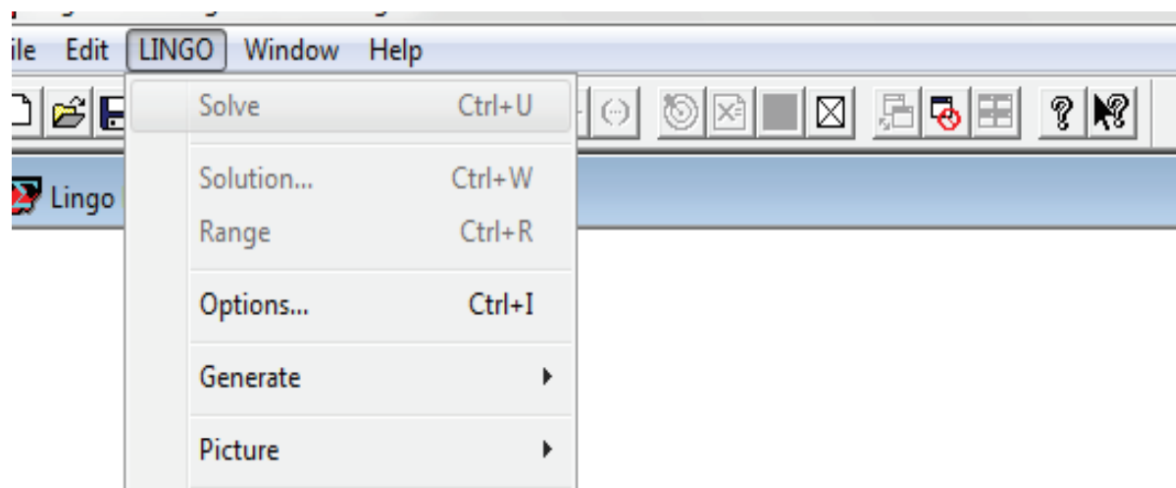 ile Edit LINGO Window Help
Solve Ctrl+U
Solution... Ctrl+W
Lingo
Range Ctrl+R
Options... Ctrl+I
Generate
Picture